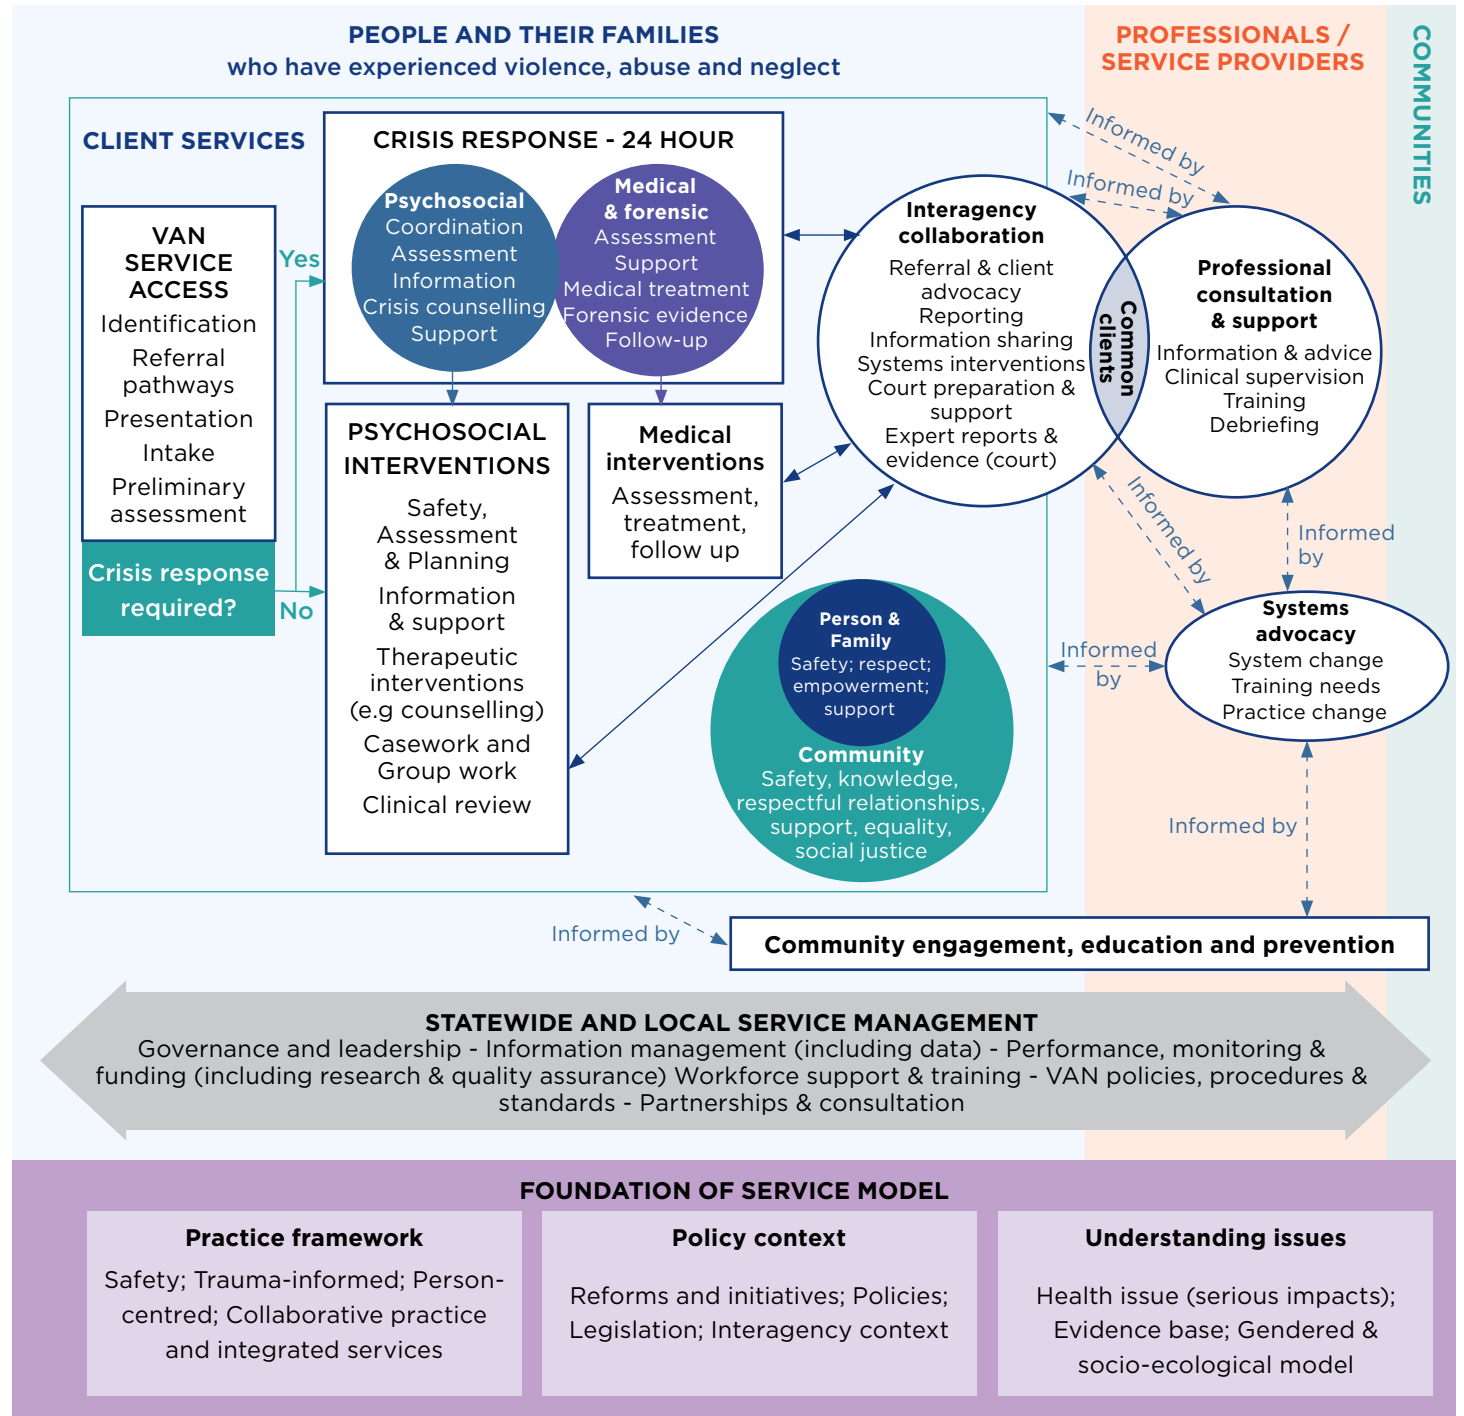 PEOPLE AND THEIR FAMILIES
who have experienced violence, abuse and neglect
PROFESSIONALS /
SERVICE PROVIDERS
COMMUNITIES
CLIENT SERVICES
VAN
SERVICE
ACCESS
Identification
Referral
pathways
Presentation
Intake
Preliminary
assessment
Crisis response
required?
Yes
No
CRISIS RESPONSE - 24 HOUR
Psychosocial
Coordination
Assessment
Information
Crisis counselling
Support
Medical
& forensic
Assessment
Support
Medical treatment
Forensic evidence
Follow-up
PSYCHOSOCIAL
INTERVENTIONS
Safety,
Assessment
& Planning
Information
& support
Therapeutic
interventions
(e.g counselling)
Casework and
Group work
Clinical review
Medical
interventions
Assessment,
treatment,
follow up
Interagency
collaboration
Referral & client
advocacy
Reporting
Information sharing
Systems interventions
Court preparation &
support
Expert reports &
evidence (court)
Common
clients
Informed by
Informed by
Professional
consultation
& support
Information & advice
Clinical supervision
Training
Debriefing
Informed by
Informed
by
Informed
by
Systems
advocacy
System change
Training needs
Practice change
Person &
Family
Safety; respect;
empowerment;
support
Community
Safety, knowledge,
respectful relationships,
support, equality,
social justice
Informed by
Informed by
Community engagement, education and prevention
STATEWIDE AND LOCAL SERVICE MANAGEMENT
Governance and leadership - Information management (including data) - Performance, monitoring &
funding (including research & quality assurance) Workforce support & training - VAN policies, procedures &
standards - Partnerships & consultation
FOUNDATION OF SERVICE MODEL
Practice framework
Safety; Trauma-informed; Person-
centred; Collaborative practice
and integrated services
Policy context
Reforms and initiatives; Policies;
Legislation; Interagency context
Understanding issues
Health issue (serious impacts);
Evidence base; Gendered &
socio-ecological model